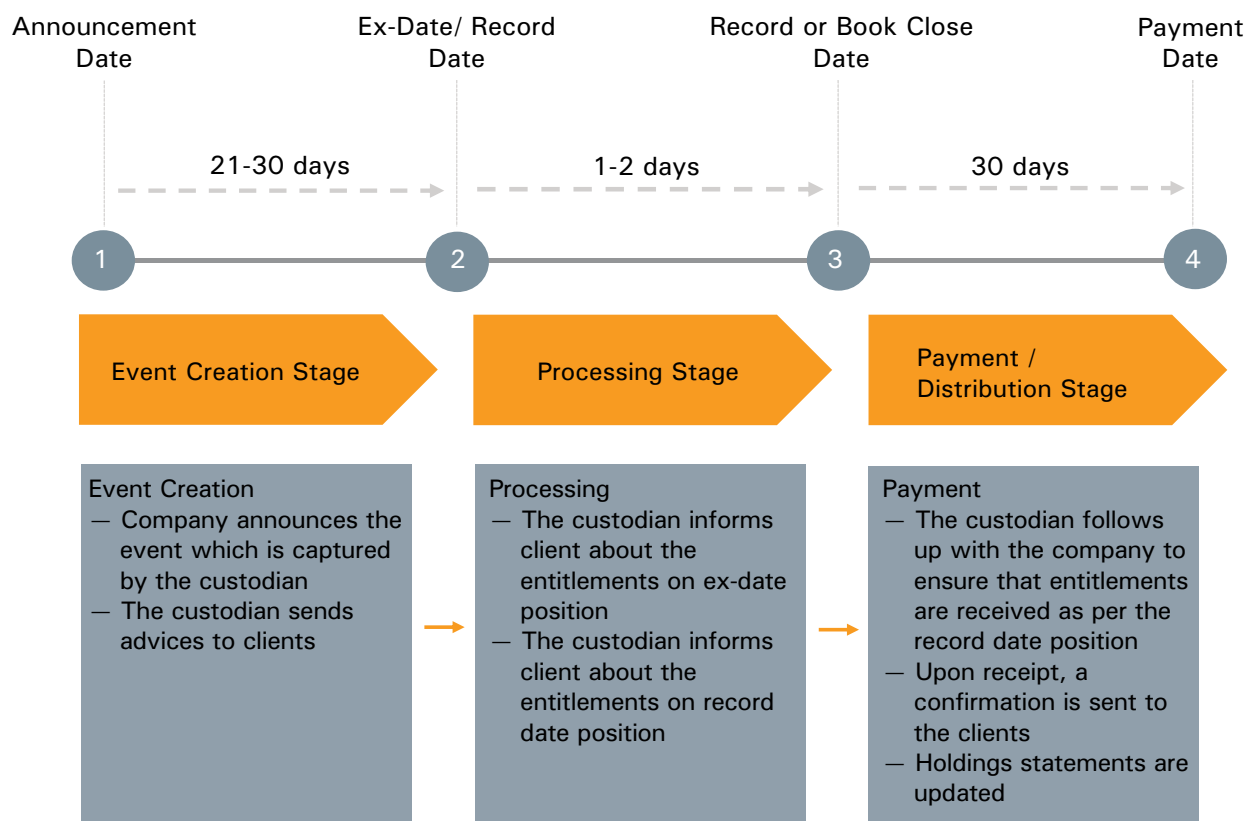 Announcement
Date
Ex-Date/ Record
Date
Record or Book Close
Date
Payment
Date
21-30 days
1-2 days
30 days
1
2
3
4
Event Creation Stage
Processing Stage
Payment /
Distribution Stage
Event Creation
— Company announces the
event which is captured
by the custodian
— The custodian sends
advices to clients
Processing
— The custodian informs
client about the
entitlements on ex-date
position
— The custodian informs
client about the
entitlements on record
date position
Payment
— The custodian follows
up with the company to
ensure that entitlements
are received as per the
record date position
— Upon receipt, a
confirmation is sent to
the clients
— Holdings statements are
updated